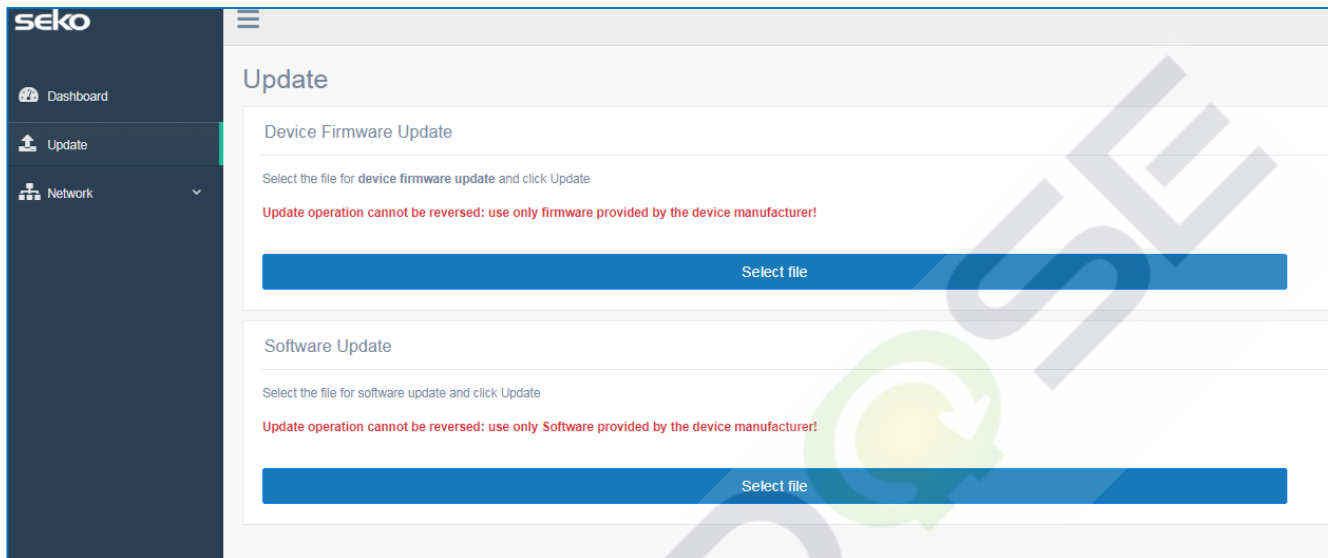 seko
Dashboard
Update
Network
Update
Device Firmware Update
Select the file for device firmware update and click Update
Update operation cannot be reversed: use only firmware provided by the device manufacturer!
Select file
Software Update
Select the file for software update and click Update
Update operation cannot be reversed: use only Software provided by the device manufacturer!
Select file